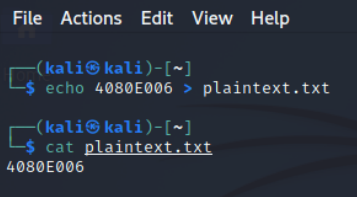 File Actions Edit View Help
┌──(kali㉿kali)-[~]
└─$ echo 4080E006 > plaintext.txt
┌──(kali㉿kali)-[~]
└─$ cat plaintext.txt
4080E006